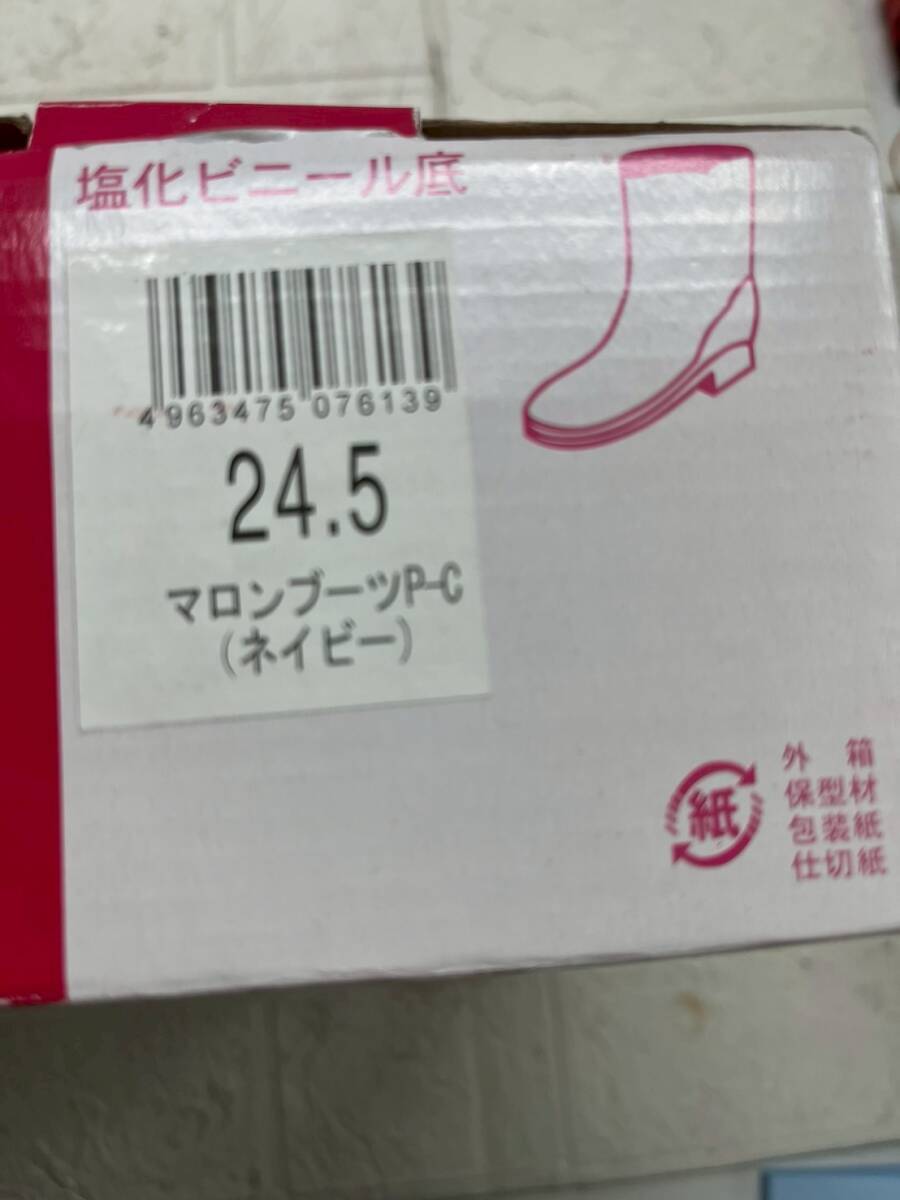 塩化ビニール底
4963475 076139
24.5
マロンブーツP-C
(ネイビー)
紙
外 箱
保型材
包装紙
仕切紙